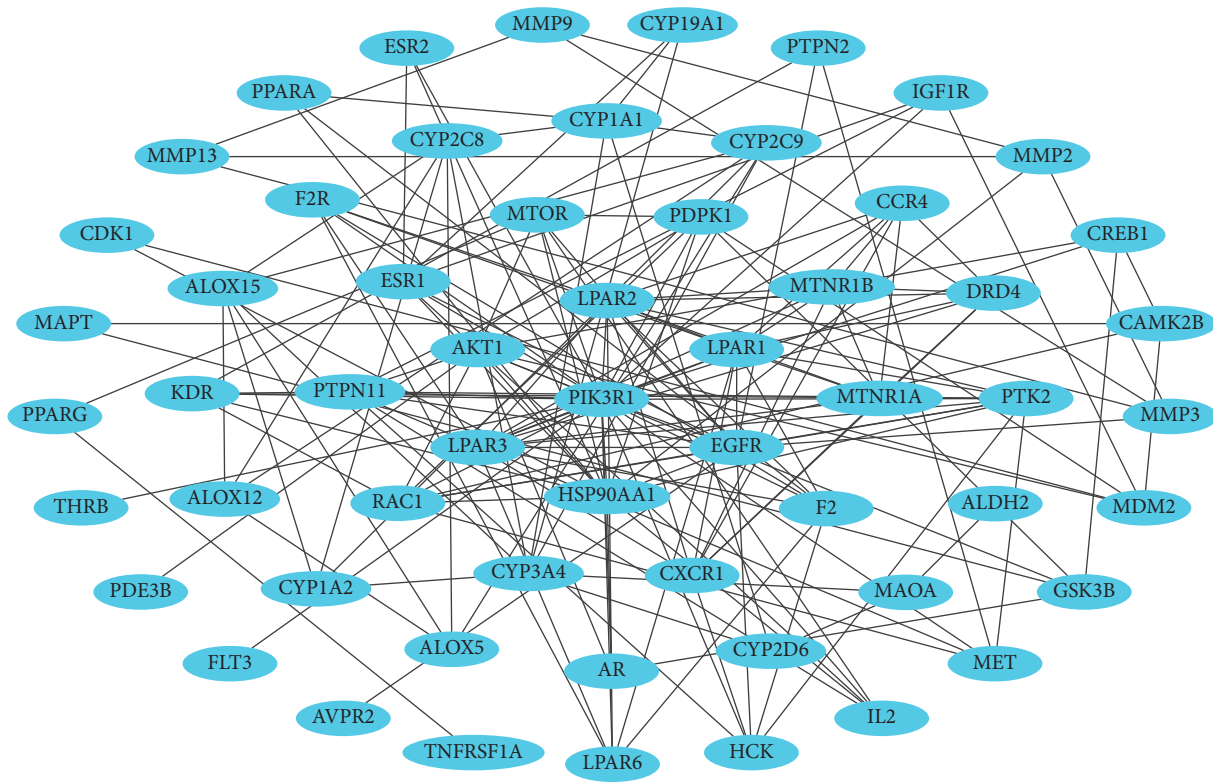 MMP9
CYP19A1
ESR2
PTPN2
PPARA
IGF1R
CYP1A1
CYP2C8
CYP2C9
MMP13
MMP2
F2R
MTOR
PDPK1
CCR4
CDK1
CREB1
ALOX15
ESR1
LPAR2
MTNR1B
DRD4
MAPT
CAMK2B
AKT1
LPAR1
KDR
PTPN11
PIK3R1
MTNR1A
PTK2
PPARG
MMP3
LPAR3
EGFR
THRB
ALOX12
RAC1
HSP90AA1
F2
ALDH2
MDM2
PDE3B
CYP1A2
CYP3A4
CXCR1
MAOA
GSK3B
FLT3
ALOX5
AR
CYP2D6
MET
AVPR2
IL2
TNFRSF1A
LPAR6
HCK